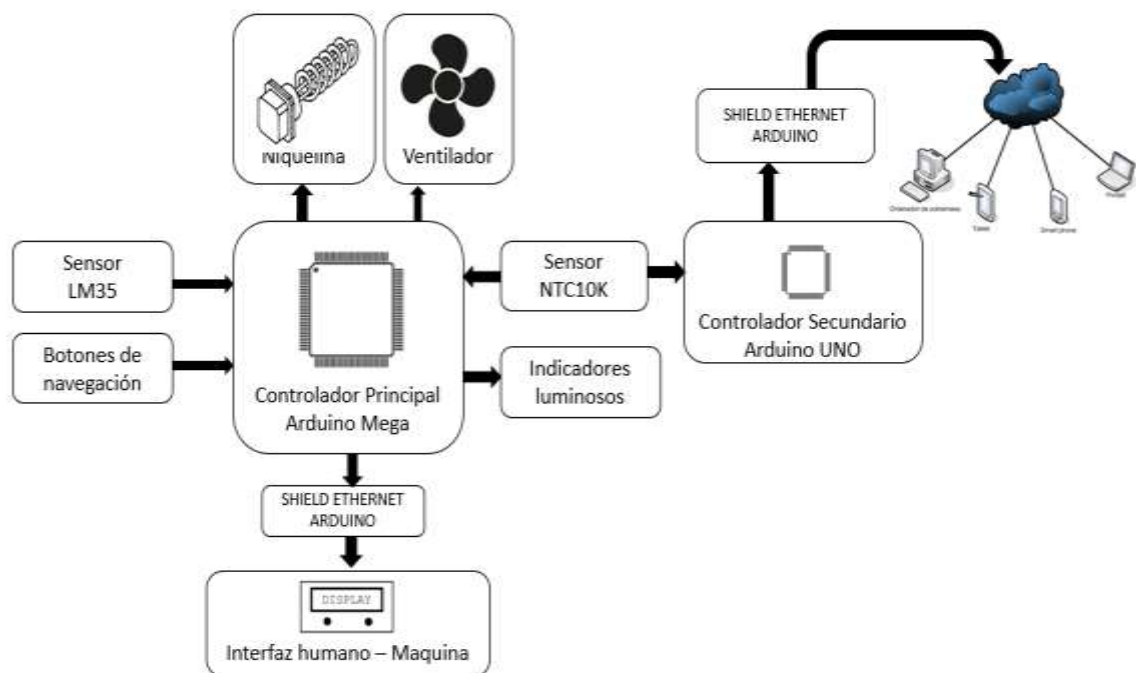 Niquelina
Ventilador
SHIELD ETHERNET
ARDUINO
Tablet
Smart phone
Sensor
LM35
Botones de
navegación
Controlador Principal
Arduino Mega
Sensor
NTC10K
Indicadores
luminosos
Controlador Secundario
Arduino UNO
SHIELD ETHERNET
ARDUINO
DISPLAY
Interfaz humano – Maquina